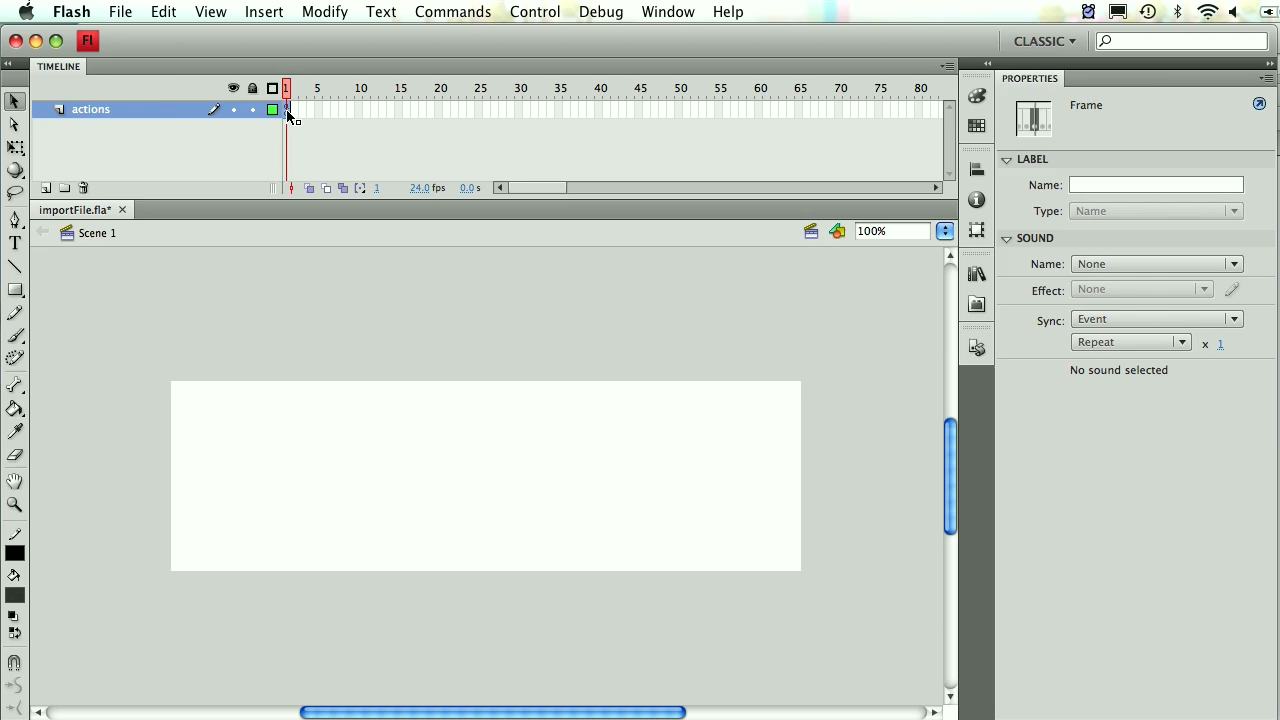 Flash File Edit View Insert Modify Text Commands Control Debug Window Help
Fl CLASSIC
TIMELINE
1 5 10 15 20 25 30 35 40 45 50 55 60 65 70 75 80
actions
1 24.0 fps 0.0 s
importFile.fla*
Scene 1
100%
T
PROPERTIES
Frame
LABEL
Name:
Type: Name
SOUND
Name: None
Effect: None
Sync: Event
Repeat x 1
No sound selected